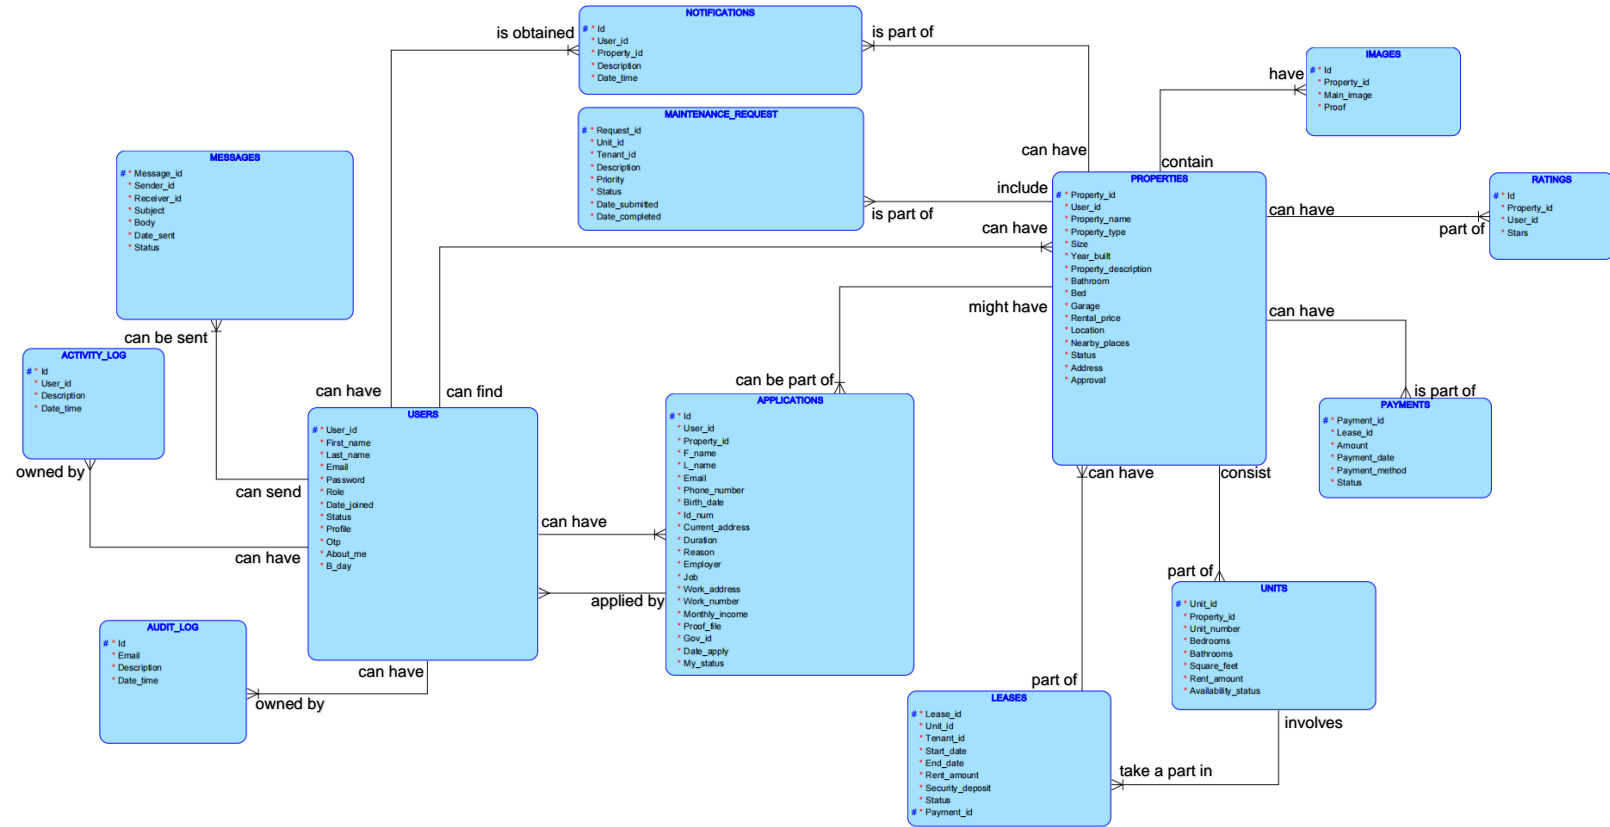 NOTIFICATIONS
# * Id
* User_id
* Property_id
* Description
* Date_time
is obtained
is part of
IMAGES
# * Id
* Property_id
* Main_image
* Proof
have
contain
MAINTENANCE_REQUEST
# * Request_id
* Unit_id
* Tenant_id
* Description
* Priority
* Status
* Date_submitted
* Date_completed
can have
include
is part of
can have
might have
MESSAGES
# * Message_id
* Sender_id
* Receiver_id
* Subject
* Body
* Date_sent
* Status
can be sent
PROPERTIES
# * Property_id
* User_id
* Property_name
* Property_type
* Size
* Year_built
* Property_description
* Bathroom
* Bed
* Garage
* Rental_price
* Location
* Nearby_places
* Status
* Address
* Approval
RATINGS
# * Id
* Property_id
* User_id
* Stars
can have
part of
can have
is part of
ACTIVITY_LOG
# * Id
* User_id
* Description
* Date_time
owned by
can have
can find
can be part of
USERS
# * User_id
* First_name
* Last_name
* Email
* Password
* Role
* Date_joined
* Status
* Profile
* Otp
* About_me
* B_day
can send
can have
APPLICATIONS
# * Id
* User_id
* Property_id
* F_name
* L_name
* Email
* Phone_number
* Birth_date
* Id_num
* Current_address
* Duration
* Reason
* Employer
* Job
* Work_address
* Work_number
* Monthly_income
* Proof_file
* Gov_id
* Date_apply
* My_status
can have
applied by
PAYMENTS
# * Payment_id
* Lease_id
* Amount
* Payment_date
* Payment_method
* Status
can have
consist
part of
UNITS
# * Unit_id
* Property_id
* Unit_number
* Bedrooms
* Bathrooms
* Square_feet
* Rent_amount
* Availability_status
involves
AUDIT_LOG
# * Id
* Email
* Description
* Date_time
can have
owned by
part of
LEASES
# * Lease_id
* Unit_id
* Tenant_id
* Start_date
* End_date
* Rent_amount
* Security_deposit
* Status
# * Payment_id
take a part in